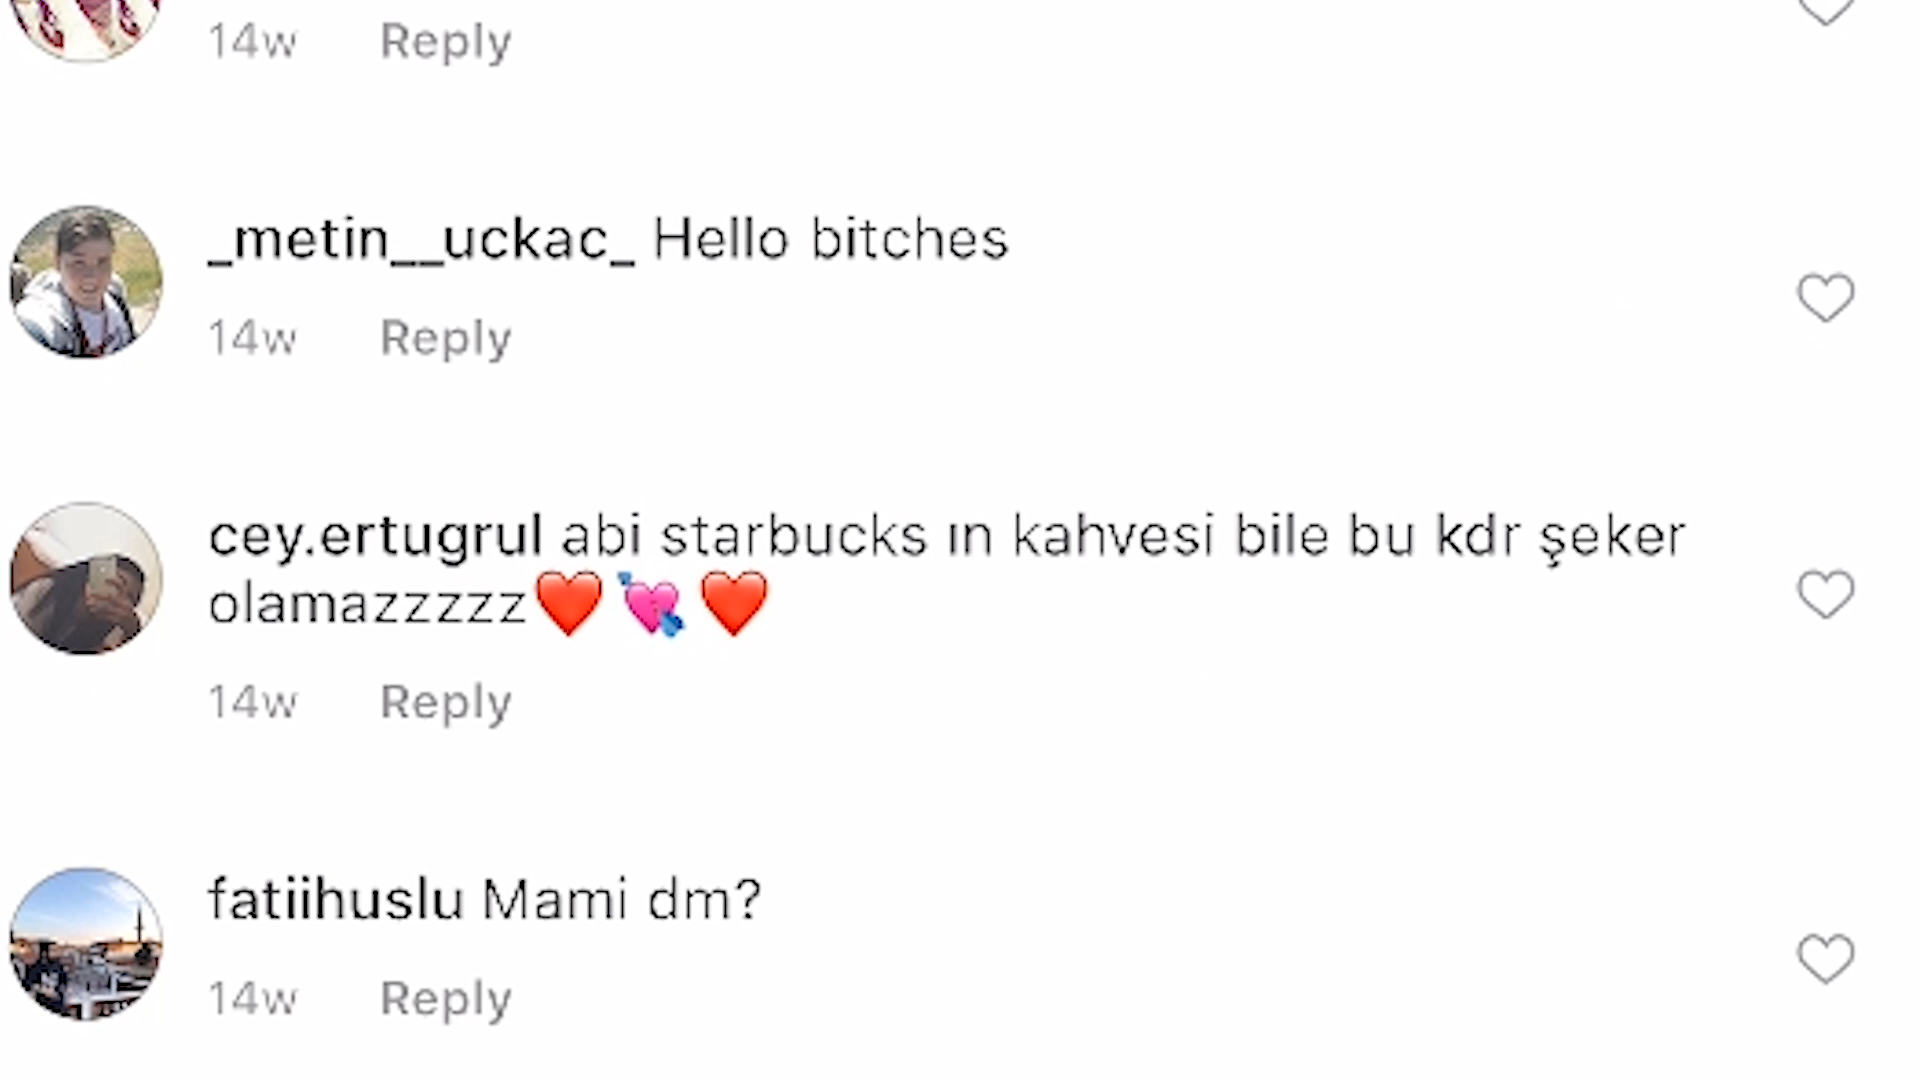 14w Reply
_metin__uckac_ Hello bitches
14w Reply
cey.ertugrul abi starbucks ın kahvesi bile bu kdr şeker
olamazzzzz❤️💘❤️
14w Reply
fatiihuslu Mami dm?
14w Reply